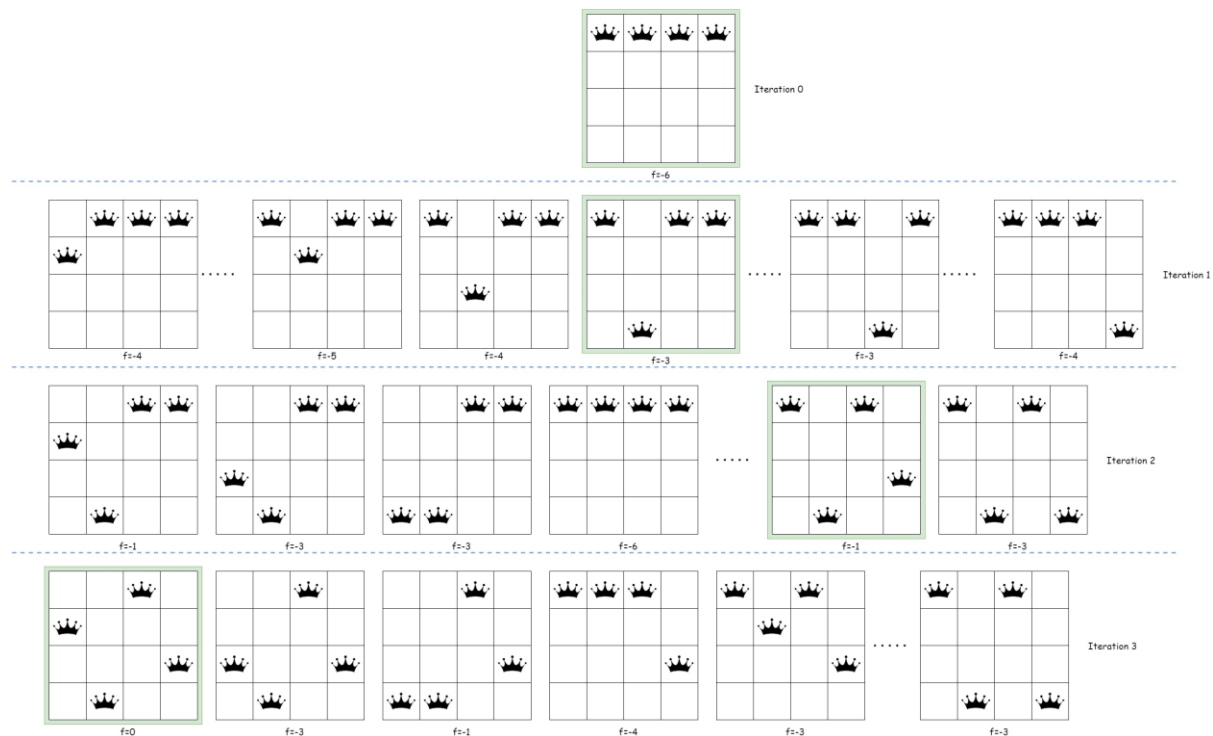 Iteration 0
f=-6
Iteration 1
f=-4
f=-5
f=-4
f=-3
f=-3
f=-4
Iteration 2
f=-1
f=-3
f=-3
f=-6
f=-1
f=-3
Iteration 3
f=0
f=-3
f=-1
f=-4
f=-3
f=-3